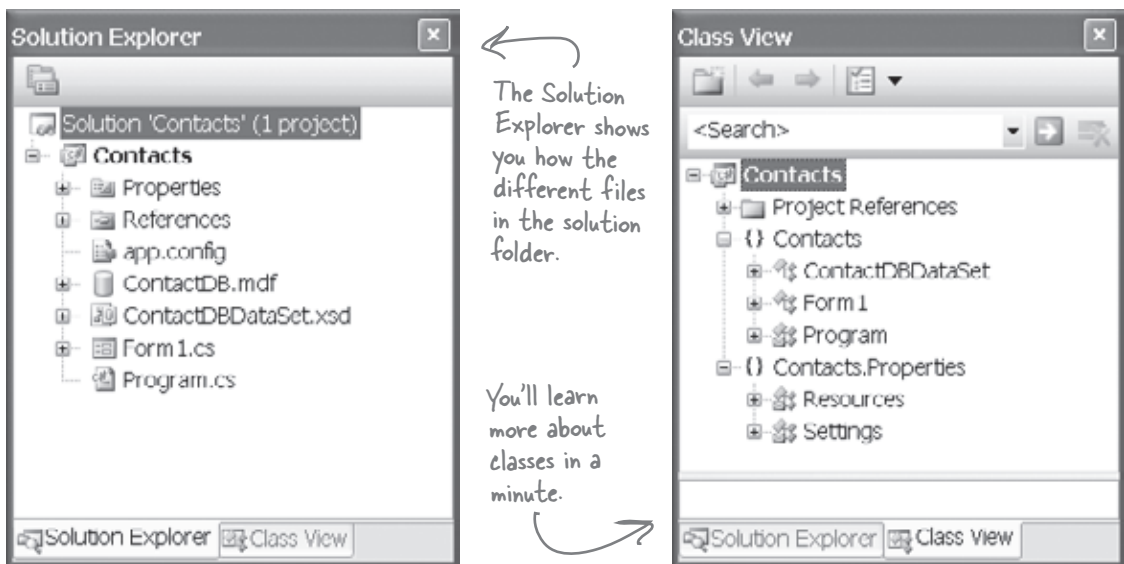 Solution Explorer
Solution 'Contacts' (1 project)
Contacts
Properties
References
app.config
ContactDB.mdf
ContactDBDataSet.xsd
Form1.cs
Program.cs
Solution Explorer
Class View
The Solution
Explorer shows
you how the
different files
in the solution
folder.
You'll learn
more about
classes in a
minute.
Class View
<Search>
Contacts
Project References
{} Contacts
ContactDBDataSet
Form1
Program
{} Contacts.Properties
Resources
Settings
Solution Explorer
Class View